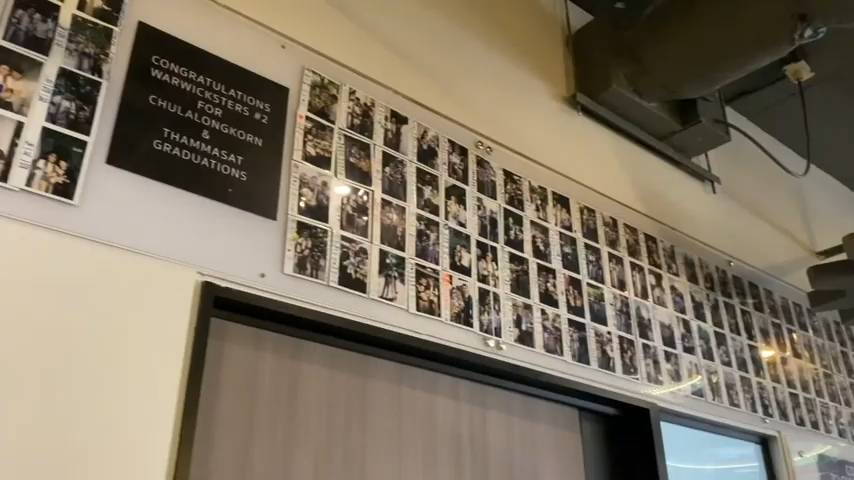 CONGRATULATIONS
WARWICKSTERS #2
FOR
CHULALONGKORN
&
THAMMASAT
GRADUATIONS